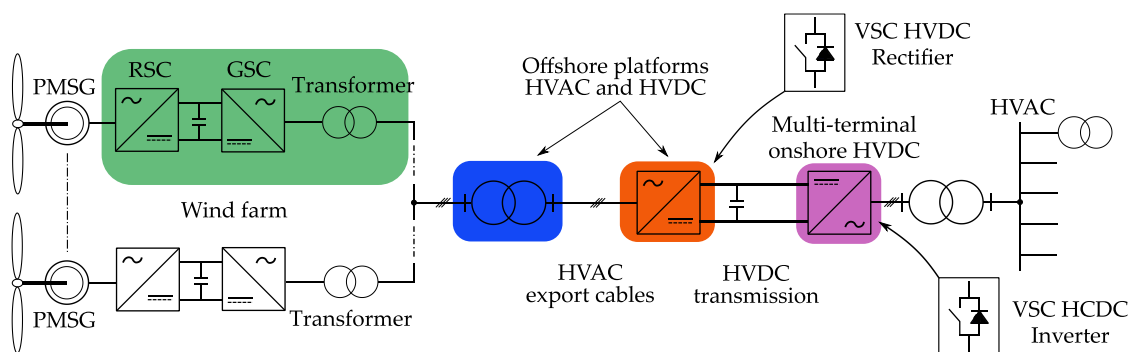 VSC HVDC
Rectifier
Offshore platforms
HVAC and HVDC
RSC
GSC
PMSG
Transformer
HVAC
Multi-terminal
onshore HVDC
Wind farm
HVAC
export cables
HVDC
transmission
PMSG
Transformer
VSC HCDC
Inverter